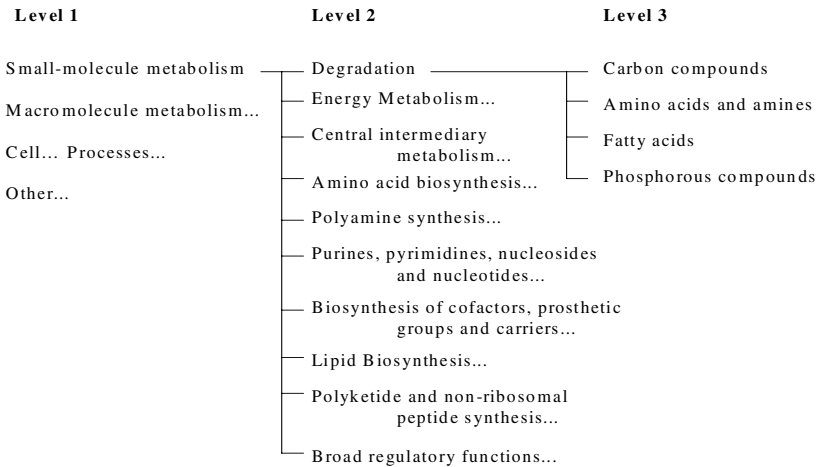 Level 1 Level 2 Level 3
Small-molecule metabolism Degradation Carbon compounds
Energy Metabolism... Amino acids and amines
Macromolecule metabolism...
Central intermediary
metabolism... Fatty acids
Cell... Processes...
Amino acid biosynthesis... Phosphorous compounds
Other...
Polyamine synthesis...
Purines, pyrimidines, nucleosides
and nucleotides...
Biosynthesis of cofactors, prosthetic
groups and carriers...
Lipid Biosynthesis...
Polyketide and non-ribosomal
peptide synthesis...
Broad regulatory functions...